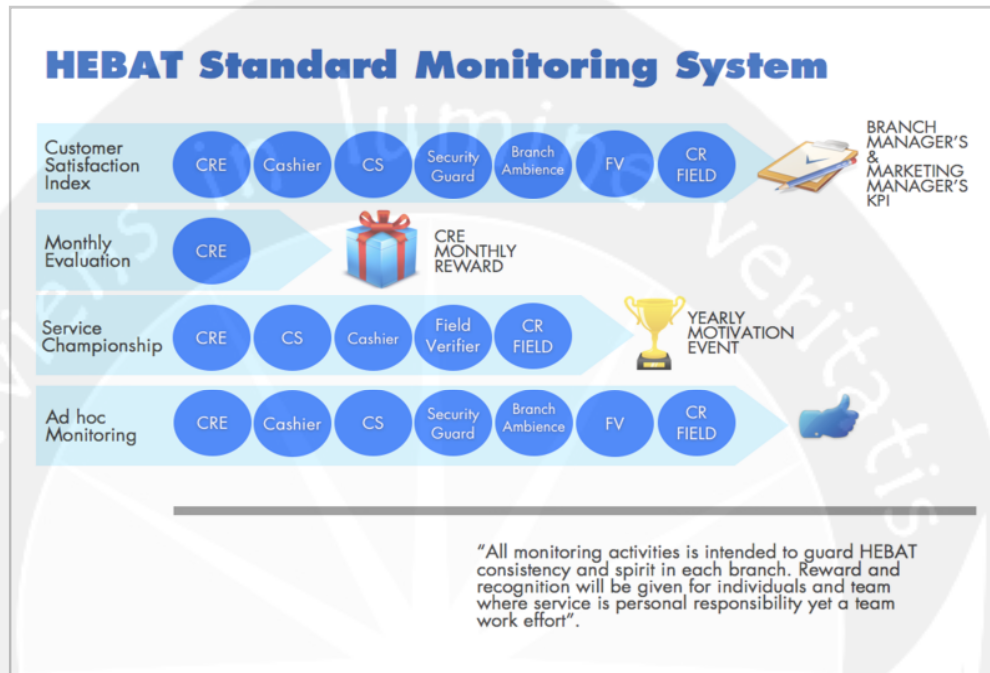 HEBAT Standard Monitoring System
Customer
Satisfaction
Index
CRE
Cashier
CS
Security
Guard
Branch
Ambience
FV
CR
FIELD
BRANCH
MANAGER'S
&
MARKETING
MANAGER'S
KPI
Monthly
Evaluation
CRE
CRE
MONTHLY
REWARD
Service
Championship
CRE
CS
Cashier
Field
Verifier
CR
FIELD
YEARLY
MOTIVATION
EVENT
Ad hoc
Monitoring
CRE
Cashier
CS
Security
Guard
Branch
Ambience
FV
CR
FIELD
"All monitoring activities is intended to guard HEBAT
consistency and spirit in each branch. Reward and
recognition will be given for individuals and team
where service is personal responsibility yet a team
work effort".
in lumine veritatis